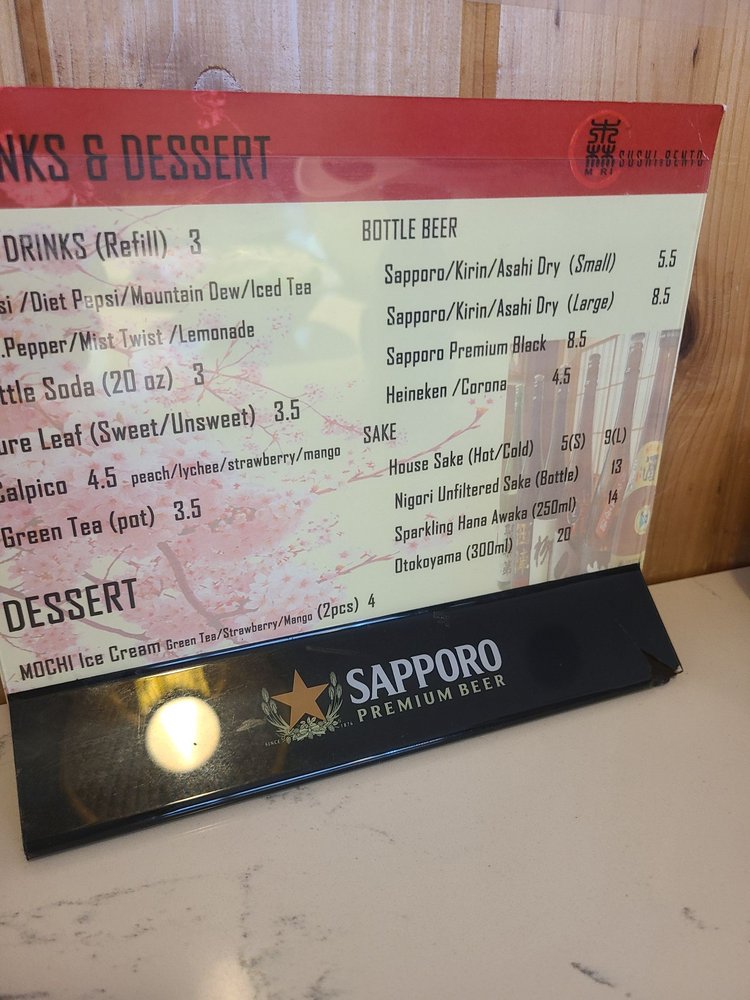 NKS & DESSERT
SUSHI & BENTO
M RI
DRINKS (Refill) 3
si /Diet Pepsi/Mountain Dew/Iced Tea
.Pepper/Mist Twist /Lemonade
ttle Soda (20 oz) 3
ure Leaf (Sweet/Unsweet) 3.5
Calpico 4.5 peach/lychee/strawberry/mango
Green Tea (pot) 3.5
DESSERT
MOCHI Ice Cream Green Tea/Strawberry/Mango (2pcs) 4
BOTTLE BEER
Sapporo/Kirin/Asahi Dry (Small) 5.5
Sapporo/Kirin/Asahi Dry (Large) 8.5
Sapporo Premium Black 8.5
Heineken /Corona 4.5
SAKE
House Sake (Hot/Cold) 5(S) 9(L)
Nigori Unfiltered Sake (Bottle) 13
Sparkling Hana Awaka (250ml) 14
Otokoyama (300ml) 20
SINCE 1876
SAPPORO
PREMIUM BEER